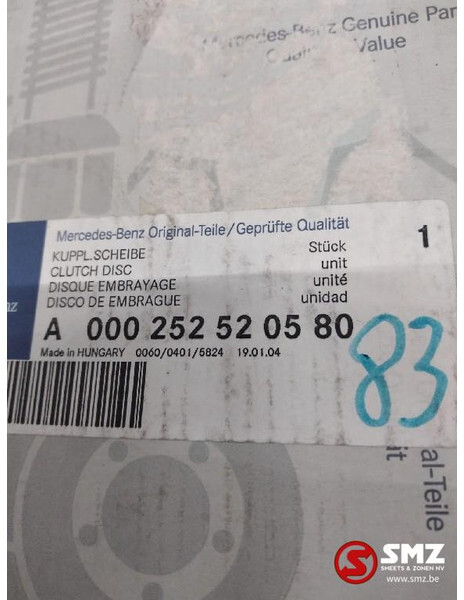 Mercedes-Benz Genuine Par
Value
Mercedes-Benz Original-Teile/Geprüfte Qualität
KUPPL.SCHEIBE Stück 1
CLUTCH DISC unit
DISQUE EMBRAYAGE unité
DISCO DE EMBRAGUE unidad
nz
A 000 252 52 05 80
Made in HUNGARY 0060/0401/5824 19.01.04
83
al-Teile
it
SMZ
SHEETS & ZONEN NV
www.smz.be